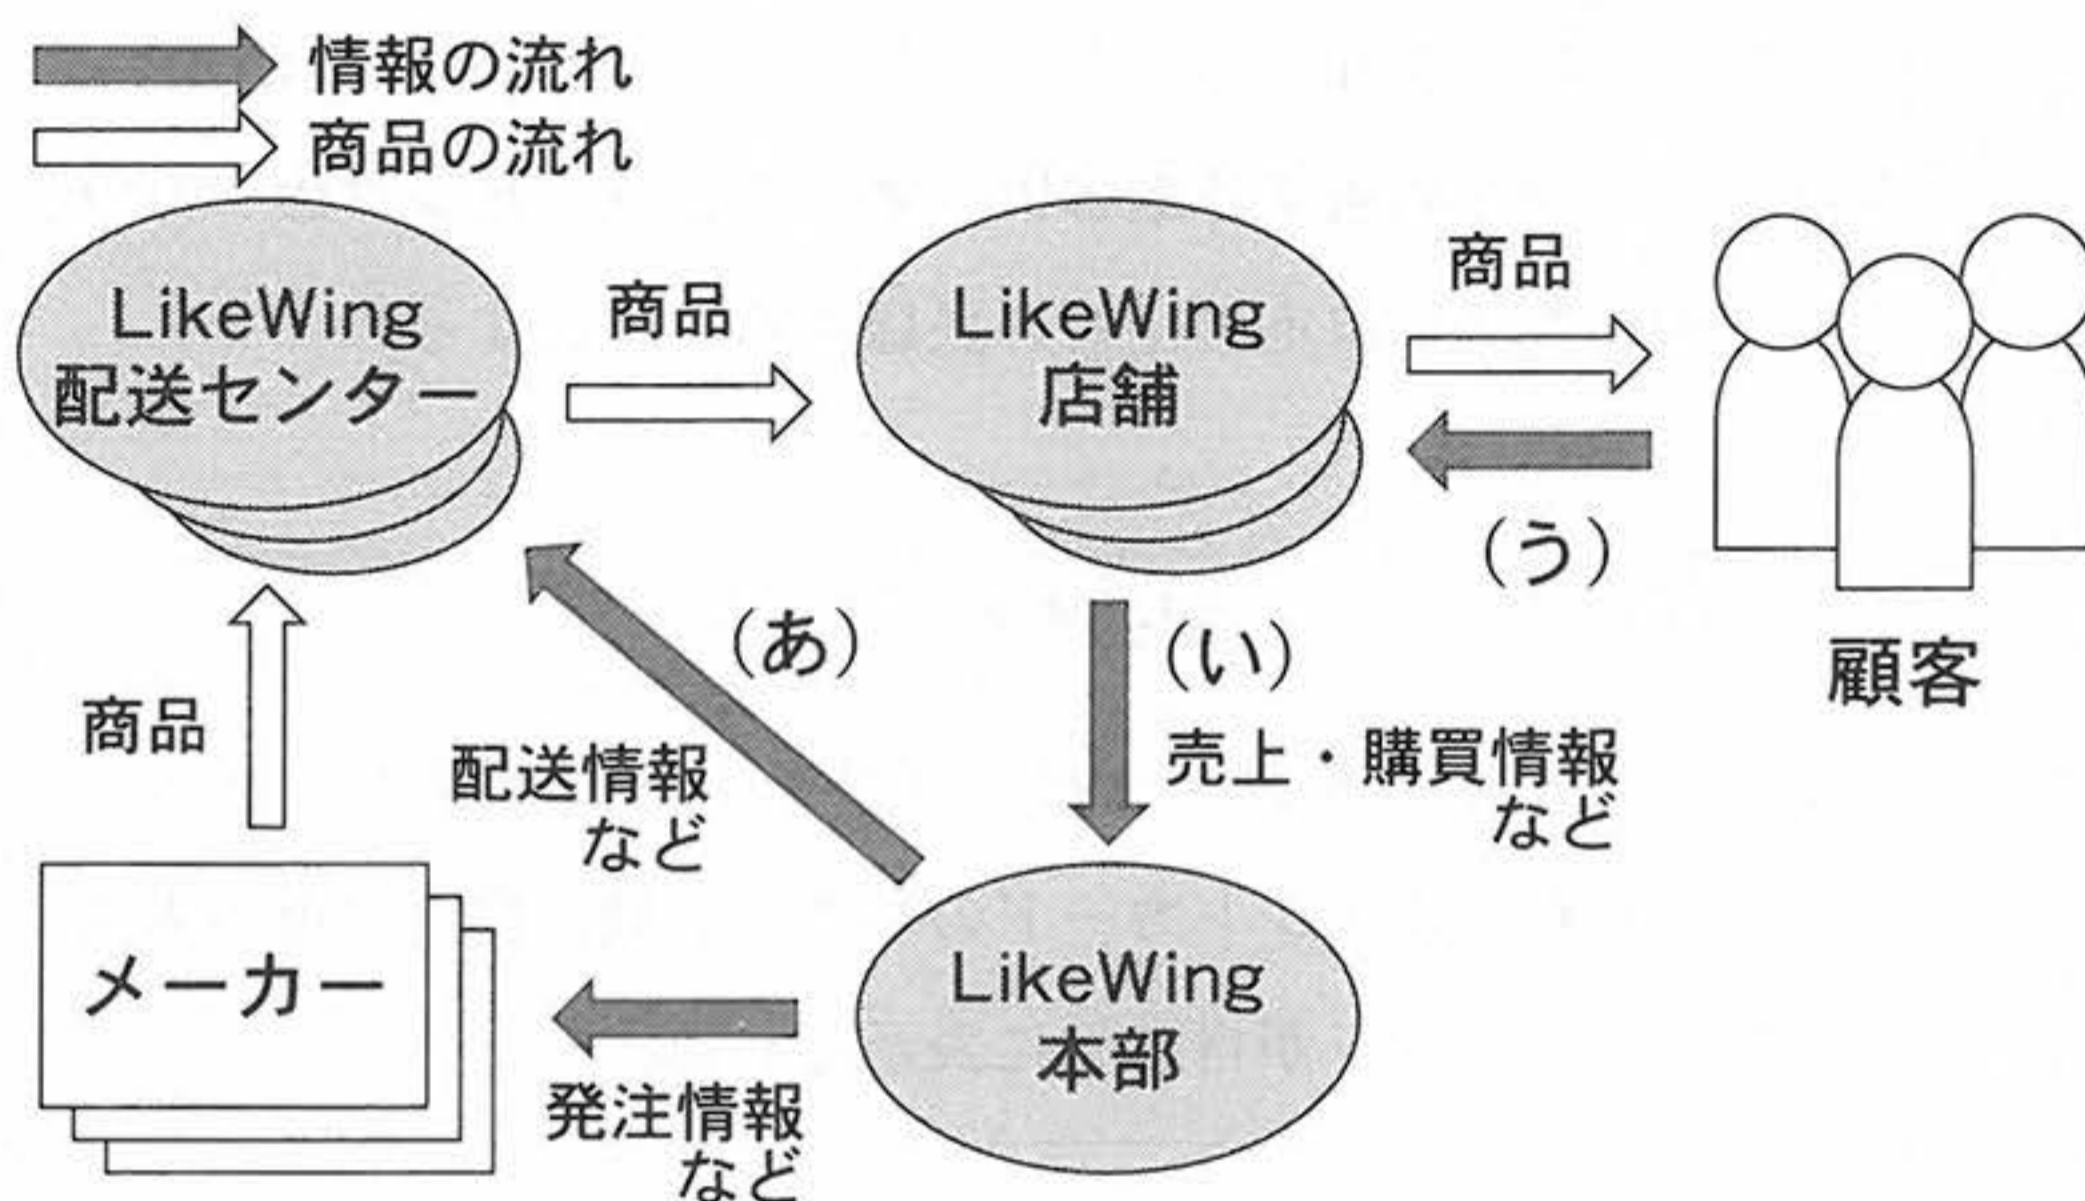 情報の流れ
商品の流れ
LikeWing
配送センター
商品
LikeWing
店舗
商品
(う)
顧客
(あ)
(い)
商品
配送情報
など
売上・購買情報
など
メーカー
発注情報
など
LikeWing
本部